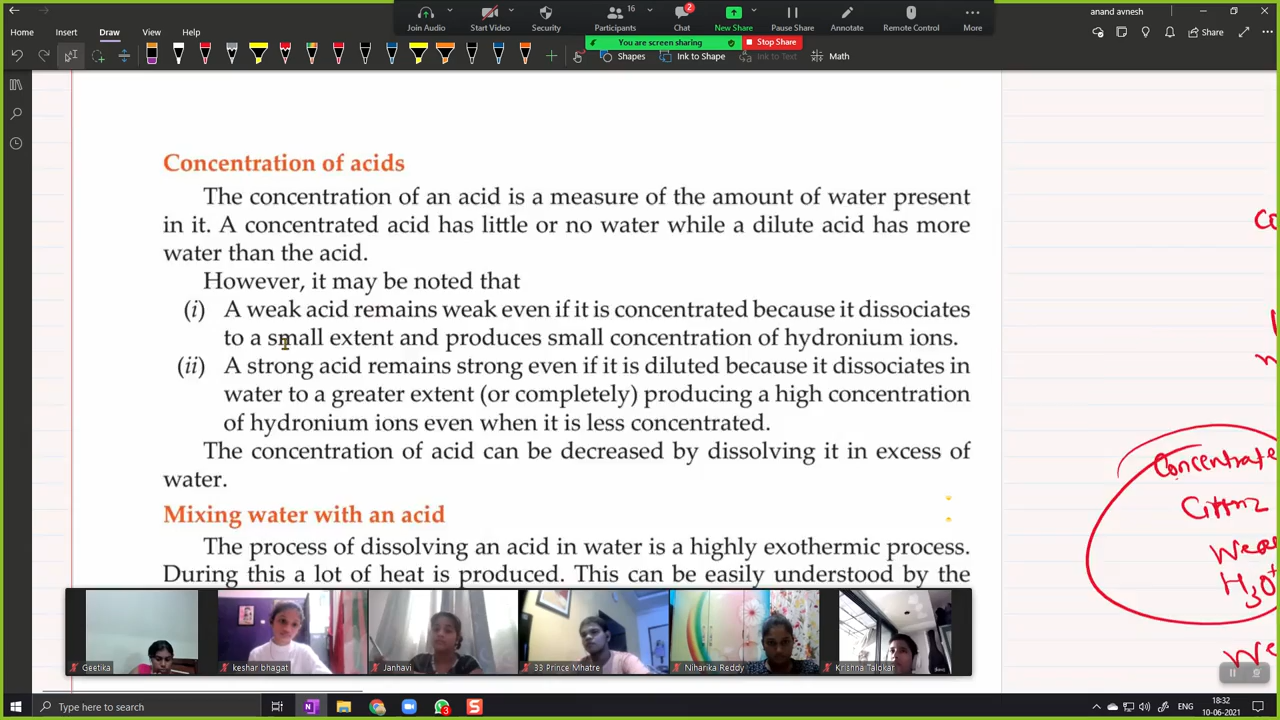 anand avnesh
16
2
Join Audio
Start Video
Security
Participants
Chat
New Share
Pause Share
Annotate
Remote Control
More
You are screen sharing
Stop Share
Home
Insert
Draw
View
Help
Share
Shapes
Ink to Shape
Ink to Text
Math
Concentration of acids
The concentration of an acid is a measure of the amount of water present
in it. A concentrated acid has little or no water while a dilute acid has more
water than the acid.
However, it may be noted that
(i) A weak acid remains weak even if it is concentrated because it dissociates
to a small extent and produces small concentration of hydronium ions.
(ii) A strong acid remains strong even if it is diluted because it dissociates in
water to a greater extent (or completely) producing a high concentration
of hydronium ions even when it is less concentrated.
The concentration of acid can be decreased by dissolving it in excess of
water.
Mixing water with an acid
The process of dissolving an acid in water is a highly exothermic process.
During this a lot of heat is produced. This can be easily understood by the
Concentrate
H3O+
We
Geetika
keshar bhagat
Janhavi
33 Prince Mhatre
Niharika Reddy
Krishna Talokar
Type here to search
3
ENG
18:32
10-06-2021